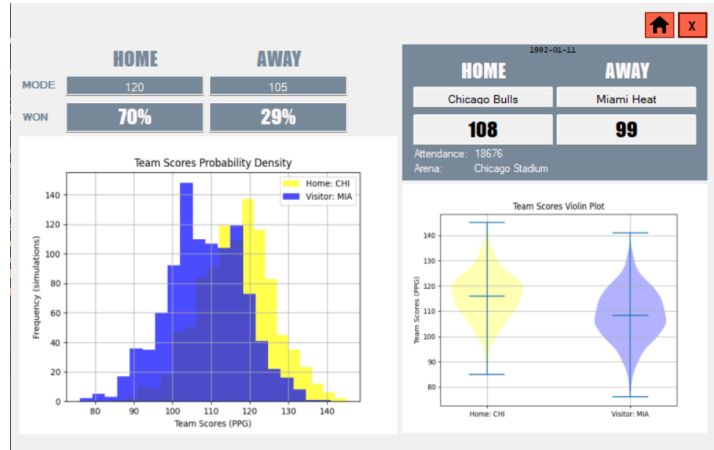 X
HOME AWAY
MODE 120 105
WON 70% 29%
Team Scores Probability Density
Home: CHI
Visitor: MIA
Frequency (simulations)
140
120
100
80
60
40
20
0
80 90 100 110 120 130 140
Team Scores (PPG)
1992-01-11
HOME AWAY
Chicago Bulls Miami Heat
108 99
Attendance: 18676
Arena: Chicago Stadium
Team Scores Violin Plot
Team Scores (PPG)
140
130
120
110
100
90
80
Home: CHI Visitor: MIA